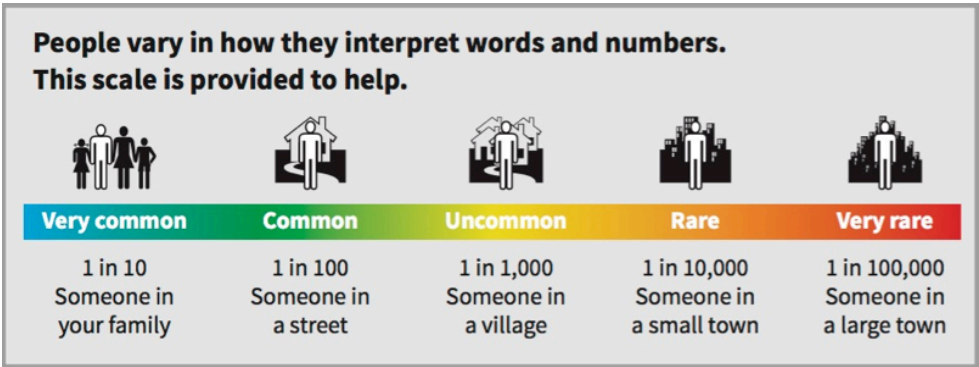 People vary in how they interpret words and numbers.
This scale is provided to help.
Very common
Common
Uncommon
Rare
Very rare
1 in 10
Someone in
your family
1 in 100
Someone in
a street
1 in 1,000
Someone in
a village
1 in 10,000
Someone in
a small town
1 in 100,000
Someone in
a large town